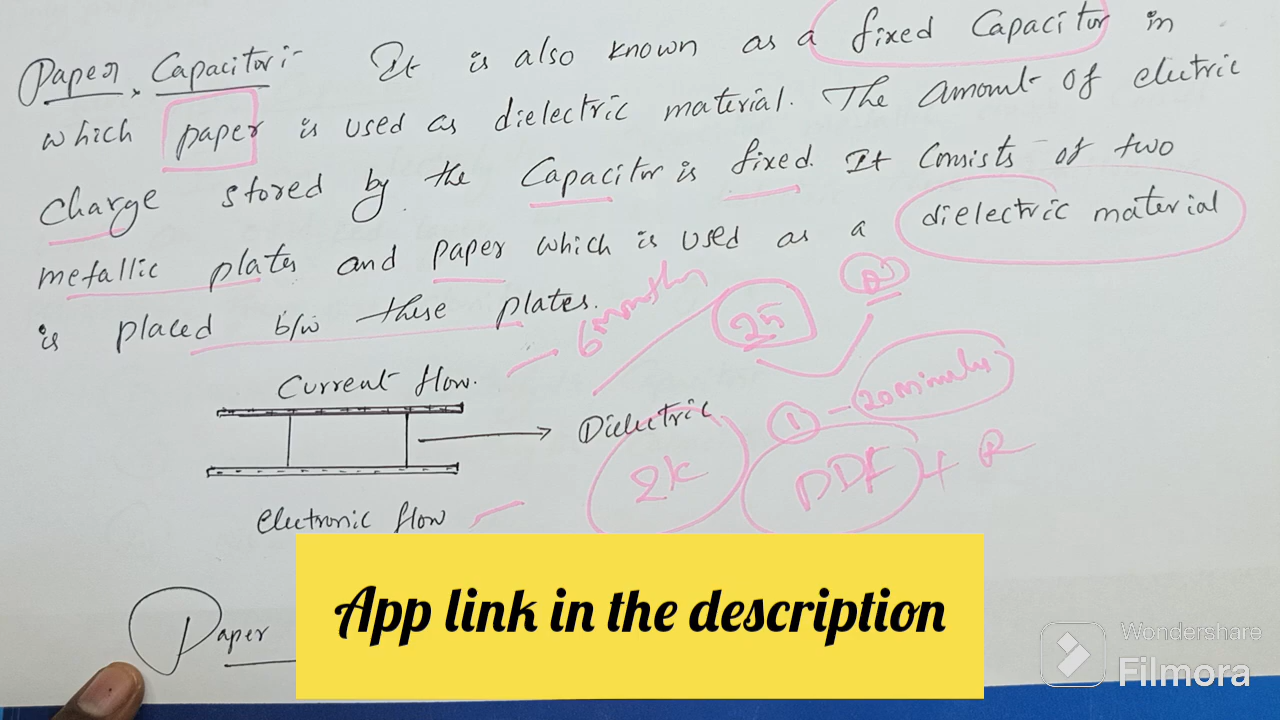 Paper Capacitor:- It is also known as a fixed Capacitor in
which paper is used as dielectric material. The amount of electric
charge stored by the Capacitor is fixed. It Consists of two
metallic plates and paper which is used as a dielectric material
is placed b/w these plates.
6 months
Current flow.
20 minutes
Dielectric
1
2k
PDF + R
electronic flow
App link in the description
Paper
Wondershare
Filmora